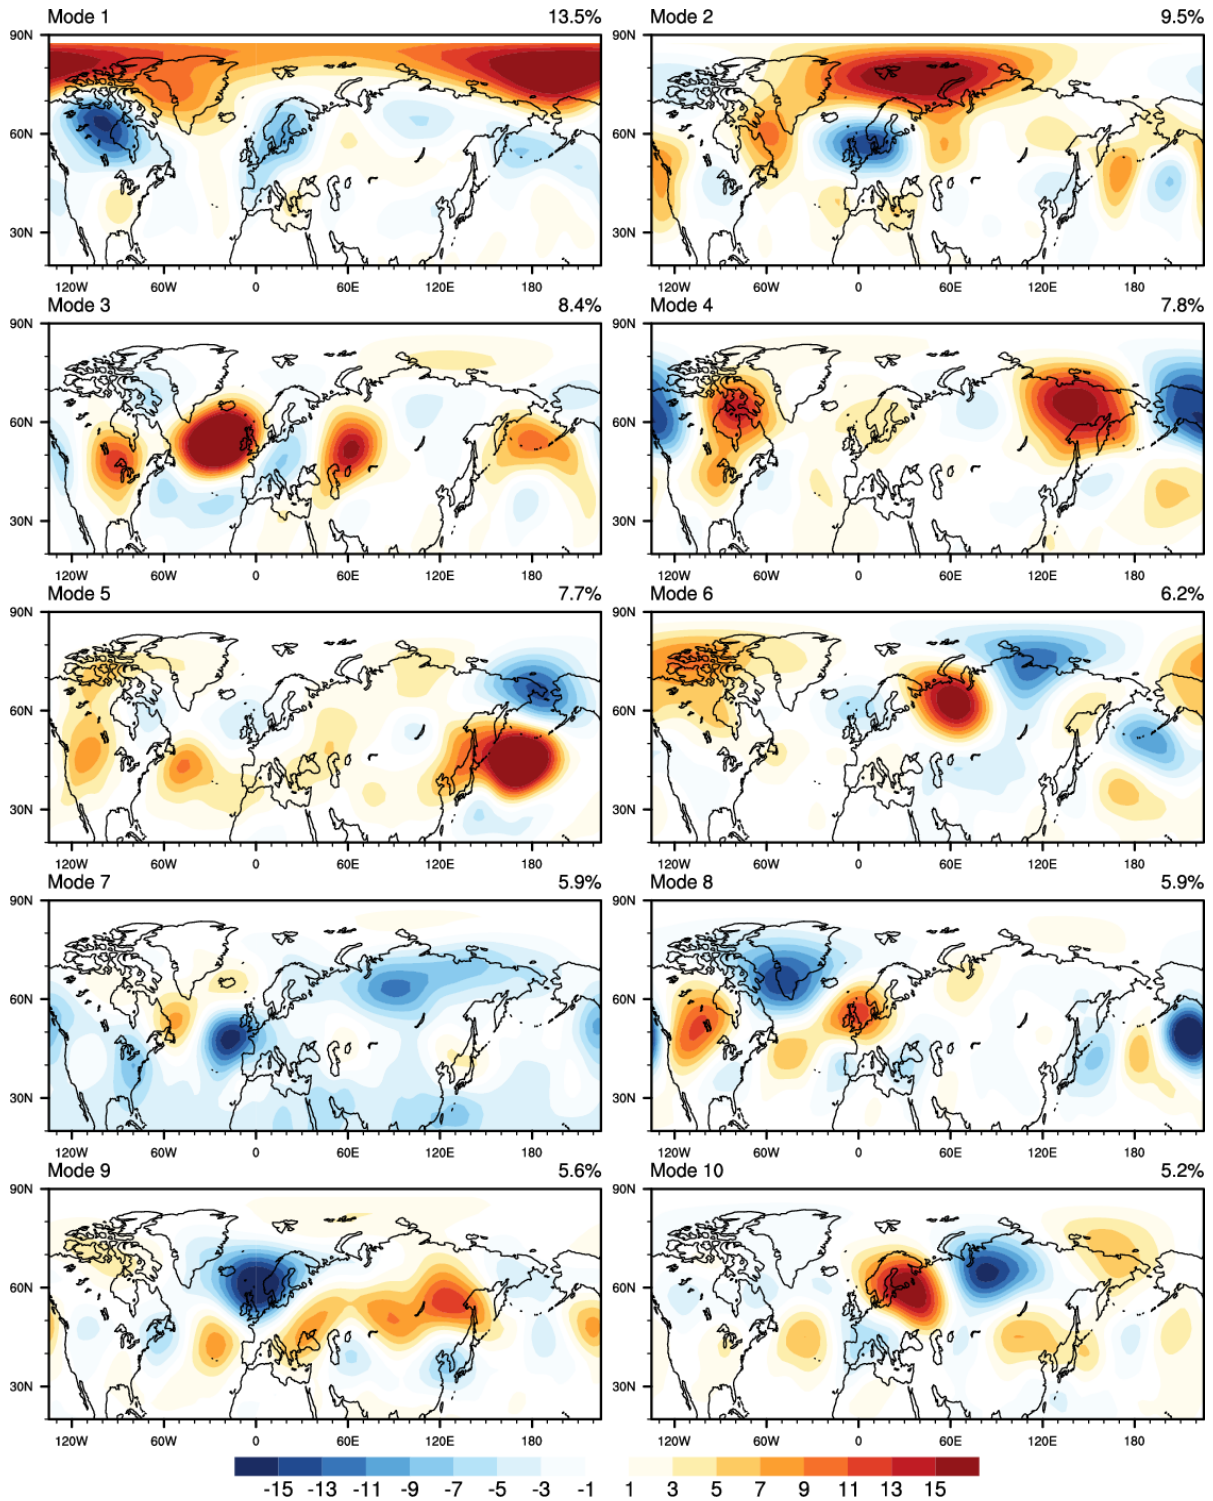 Mode 1 13.5% Mode 2 9.5%
90N 90N
60N 60N
30N 30N
120W 60W 0 60E 120E 180 120W 60W 0 60E 120E 180
Mode 3 8.4% Mode 4 7.8%
90N 90N
60N 60N
30N 30N
120W 60W 0 60E 120E 180 120W 60W 0 60E 120E 180
Mode 5 7.7% Mode 6 6.2%
90N 90N
60N 60N
30N 30N
120W 60W 0 60E 120E 180 120W 60W 0 60E 120E 180
Mode 7 5.9% Mode 8 5.9%
90N 90N
60N 60N
30N 30N
120W 60W 0 60E 120E 180 120W 60W 0 60E 120E 180
Mode 9 5.6% Mode 10 5.2%
90N 90N
60N 60N
30N 30N
120W 60W 0 60E 120E 180 120W 60W 0 60E 120E 180
-15 -13 -11 -9 -7 -5 -3 -1 1 3 5 7 9 11 13 15